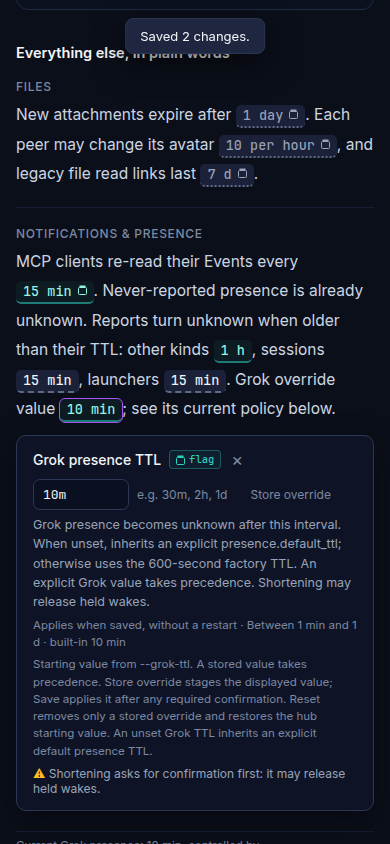 Saved 2 changes.
Everything else, in plain words
FILES
New attachments expire after 1 day. Each
peer may change its avatar 10 per hour, and
legacy file read links last 7 d.
NOTIFICATIONS & PRESENCE
MCP clients re-read their Events every
15 min. Never-reported presence is already
unknown. Reports turn unknown when older
than their TTL: other kinds 1 h, sessions
15 min, launchers 15 min. Grok override
value 10 min; see its current policy below.
Grok presence TTL flag ×
10m e.g. 30m, 2h, 1d Store override
Grok presence becomes unknown after this interval.
When unset, inherits an explicit presence.default_ttl;
otherwise uses the 600-second factory TTL. An
explicit Grok value takes precedence. Shortening may
release held wakes.
Applies when saved, without a restart · Between 1 min and 1
d · built-in 10 min
Starting value from --grok-ttl. A stored value takes
precedence. Store override stages the displayed value;
Save applies it after any required confirmation. Reset
removes only a stored override and restores the hub
starting value. An unset Grok TTL inherits an explicit
default presence TTL.
⚠ Shortening asks for confirmation first: it may release
held wakes.
Current Grok presence: 10 min, controlled by